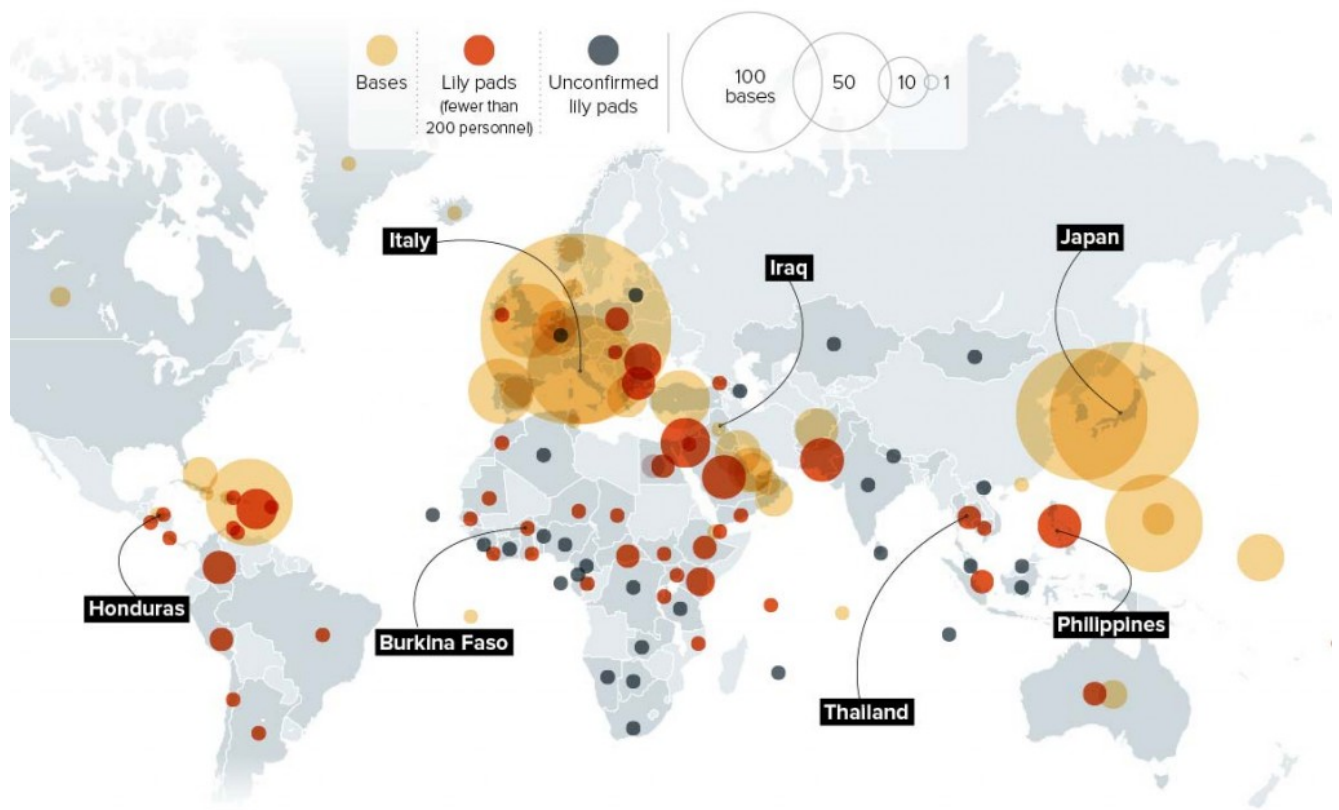 Bases
Lily pads
(fewer than
200 personnel)
Unconfirmed
lily pads
100
bases
50
10
1
Italy
Iraq
Japan
Honduras
Burkina Faso
Thailand
Philippines